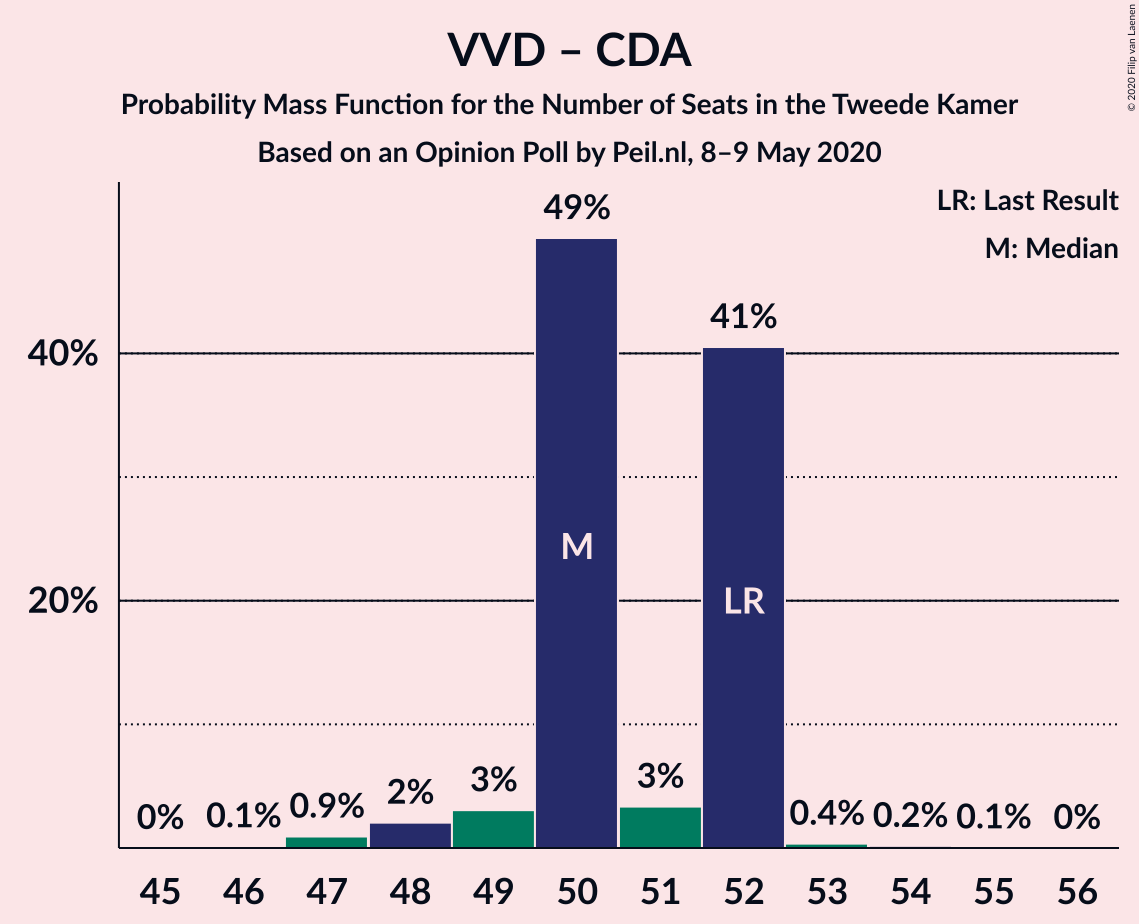 VVD – CDA
Probability Mass Function for the Number of Seats in the Tweede Kamer
Based on an Opinion Poll by Peil.nl, 8–9 May 2020
© 2020 Filip van Laenen
LR: Last Result
M: Median
49%
41%
40%
M
LR
20%
0% 0.1% 0.9% 2% 3% 3% 0.4% 0.2% 0.1% 0%
45 46 47 48 49 50 51 52 53 54 55 56